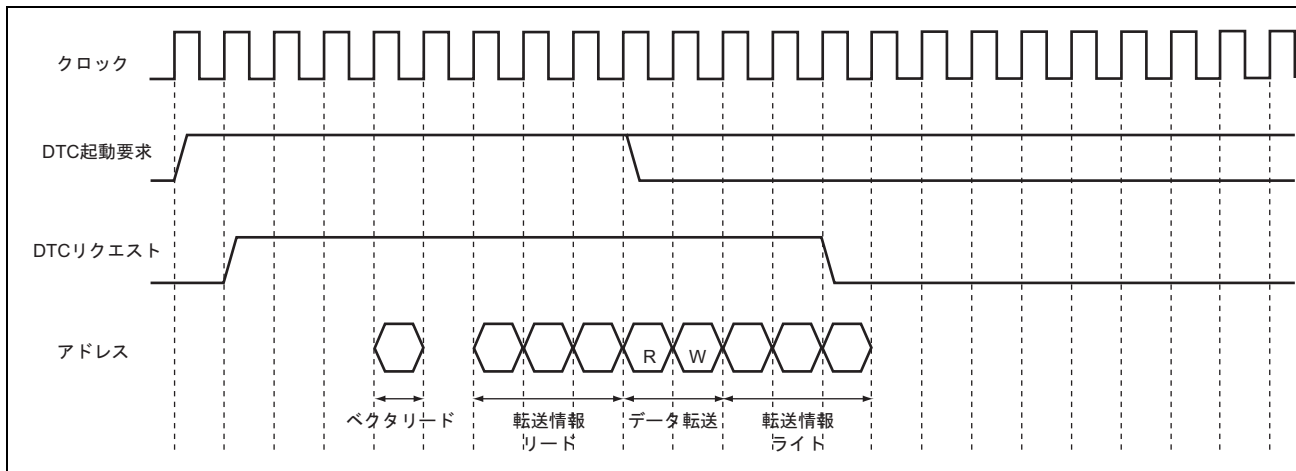 クロック
DTC起動要求
DTCリクエスト
アドレス
R
W
ベクタリード
転送情報
リード
データ転送
転送情報
ライト